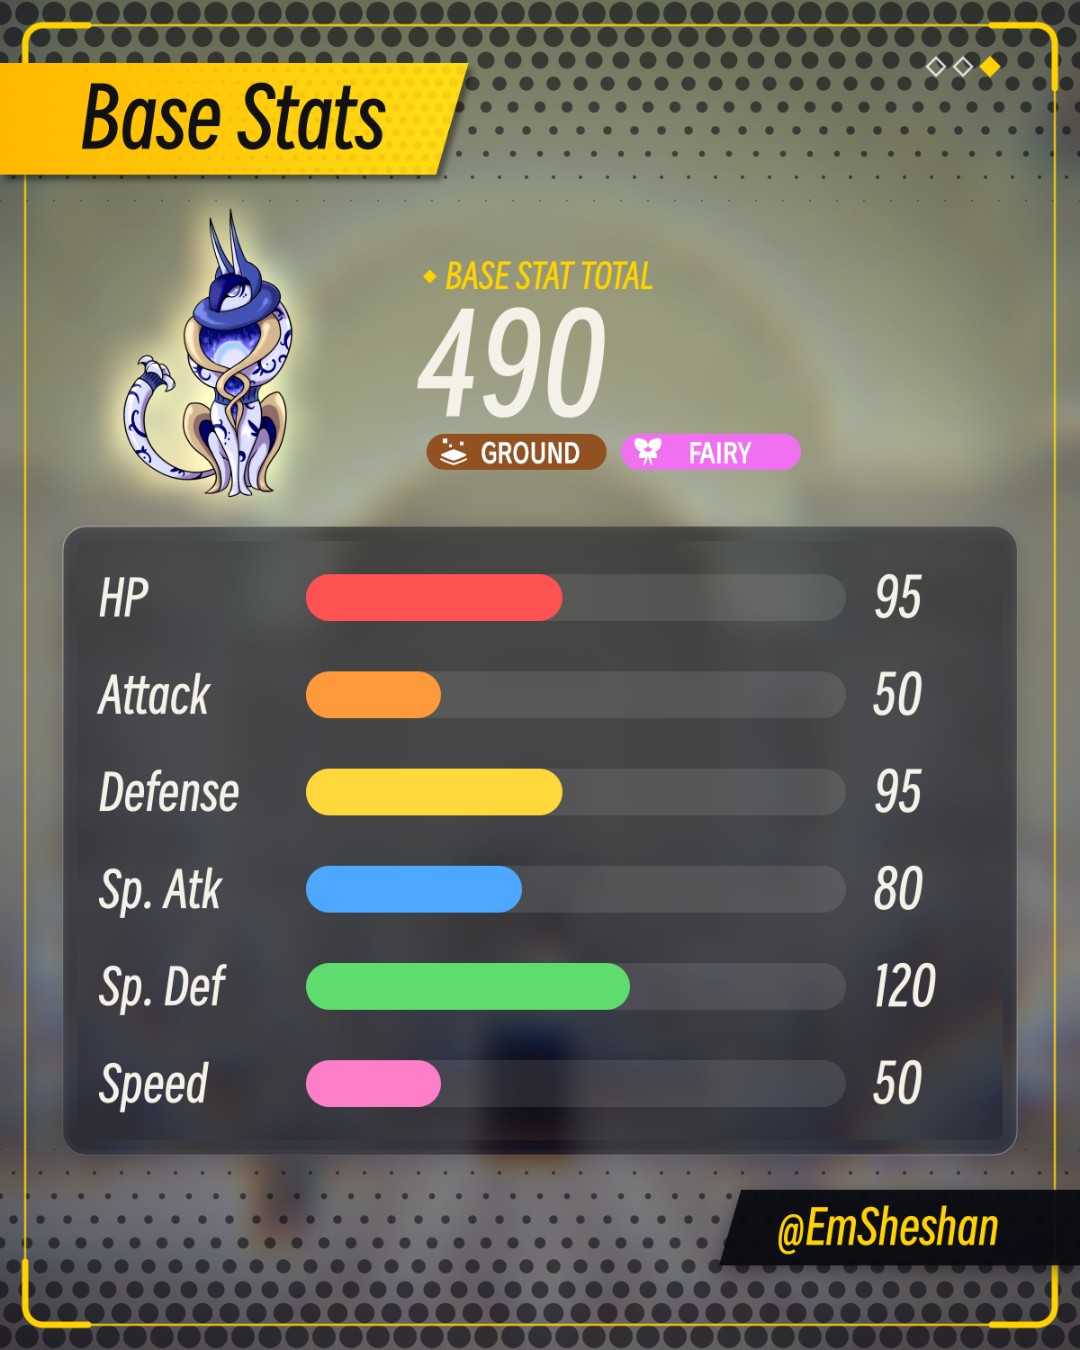 Base Stats
BASE STAT TOTAL
490
GROUND FAIRY
HP 95
Attack 50
Defense 95
Sp. Atk 80
Sp. Def 120
Speed 50
@EmSheshan